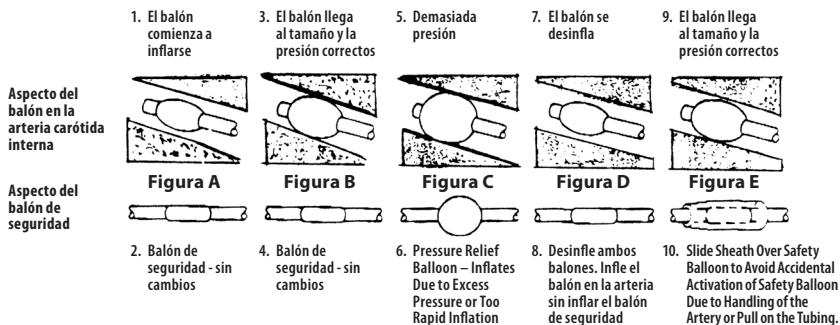 1. El balón
comienza a
inflarse
3. El balón llega
al tamaño y la
presión correctos
5. Demasiada
presión
7. El balón se
desinfla
9. El balón llega
al tamaño y la
presión correctos
Aspecto del
balón en la
arteria carótida
interna
Figura A
Figura B
Figura C
Figura D
Figura E
Aspecto del
balón de
seguridad
2. Balón de
seguridad - sin
cambios
4. Balón de
seguridad - sin
cambios
6. Pressure Relief
Balloon – Inflates
Due to Excess
Pressure or Too
Rapid Inflation
8. Desinfle ambos
balones. Infle el
balón en la arteria
sin inflar el balón
de seguridad
10. Slide Sheath Over Safety
Balloon to Avoid Accidental
Activation of Safety Balloon
Due to Handling of the
Artery or Pull on the Tubing.